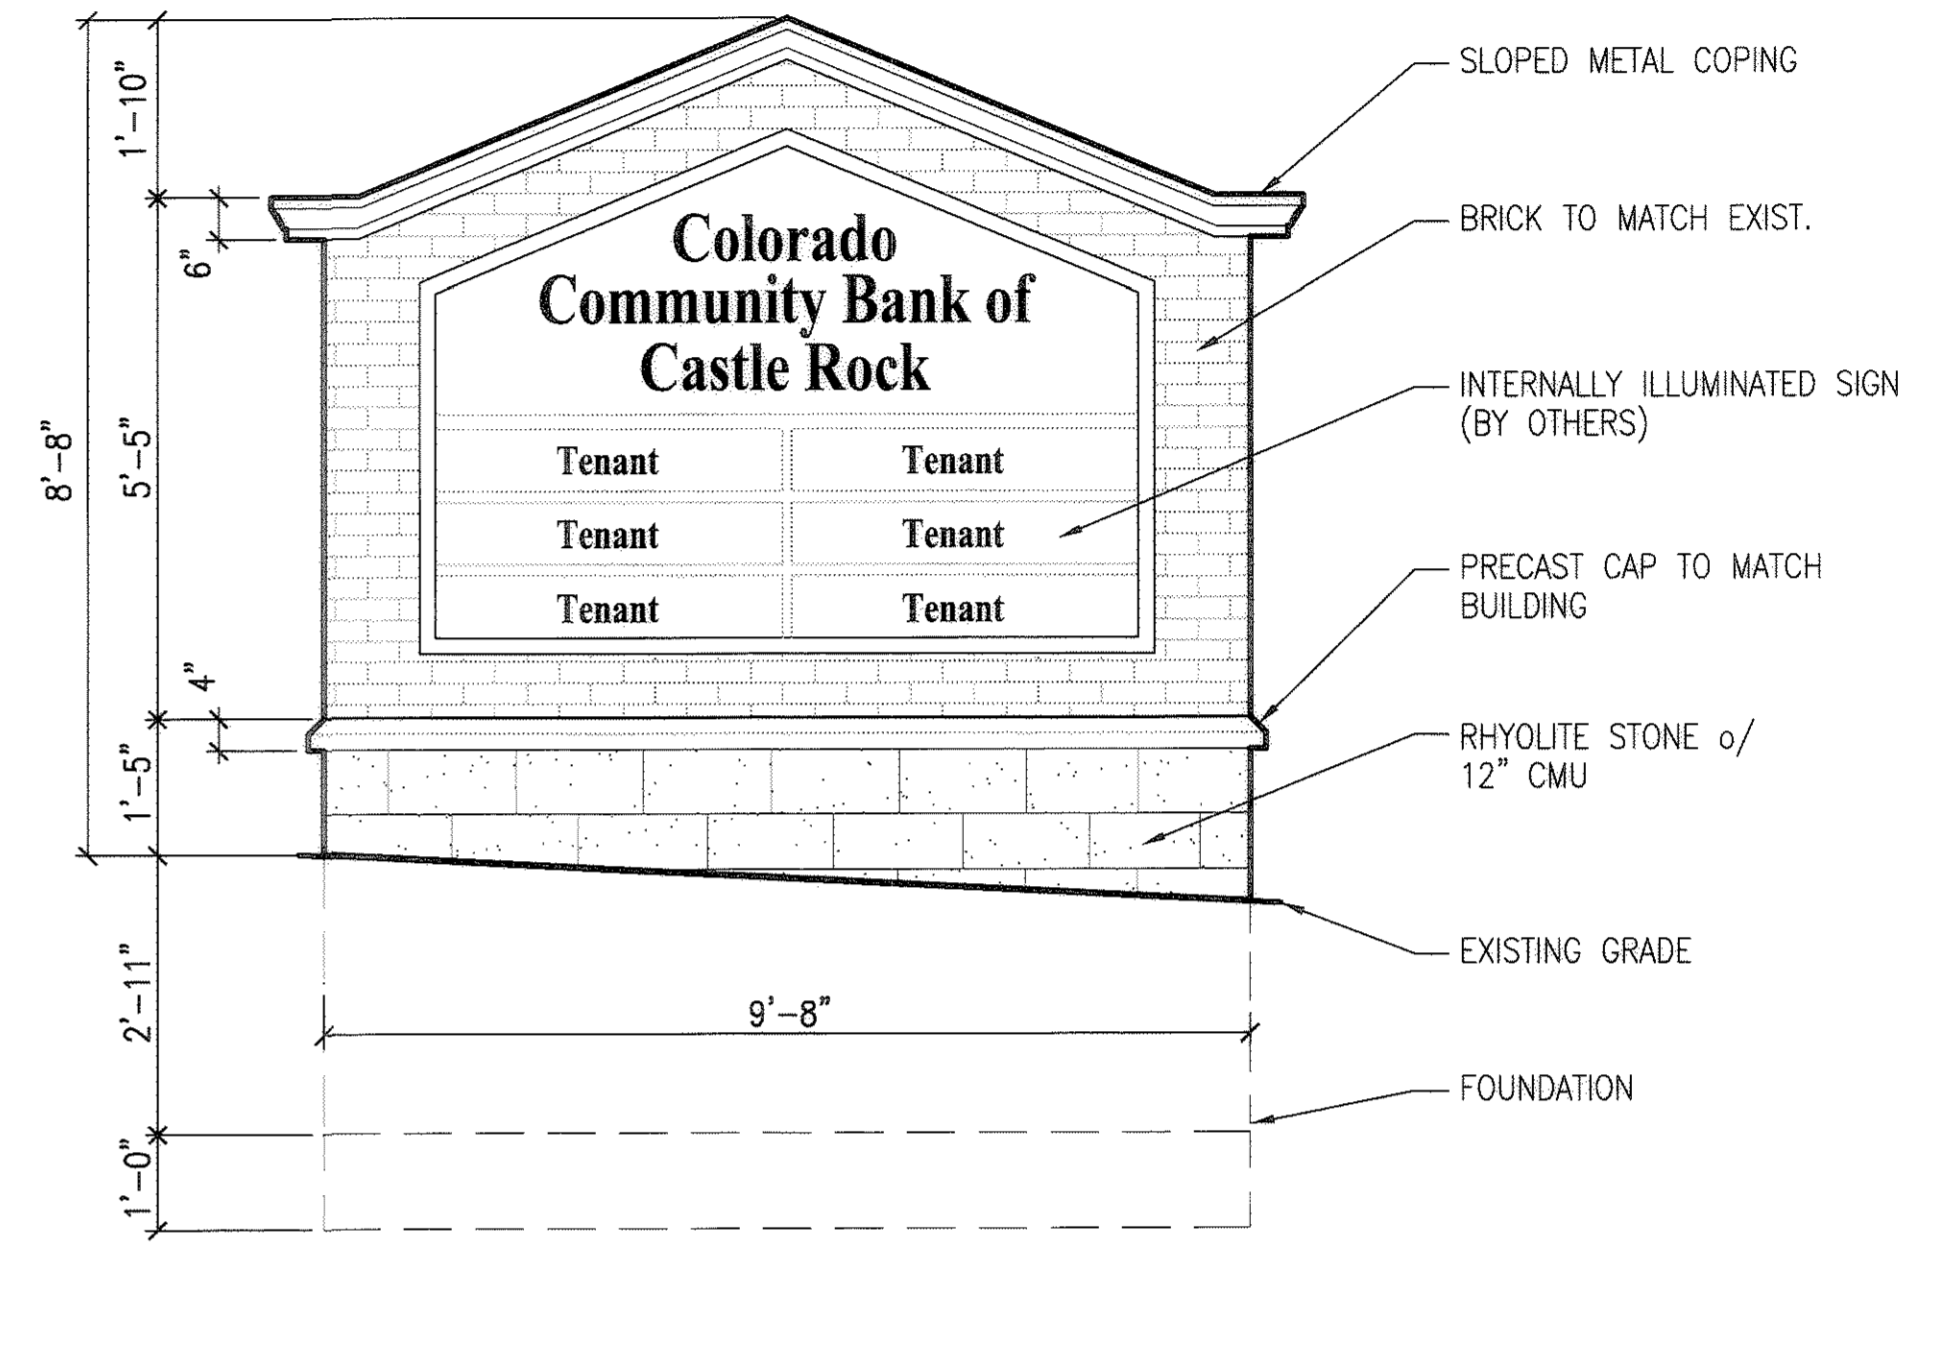 1'-10"
6"
8'-8"
5'-5"
4"
1'-5"
2'-11"
1'-0"
9'-8"
Colorado
Community Bank of
Castle Rock
Tenant Tenant
Tenant Tenant
Tenant Tenant
SLOPED METAL COPING
BRICK TO MATCH EXIST.
INTERNALLY ILLUMINATED SIGN
(BY OTHERS)
PRECAST CAP TO MATCH
BUILDING
RHYOLITE STONE o/
12" CMU
EXISTING GRADE
FOUNDATION